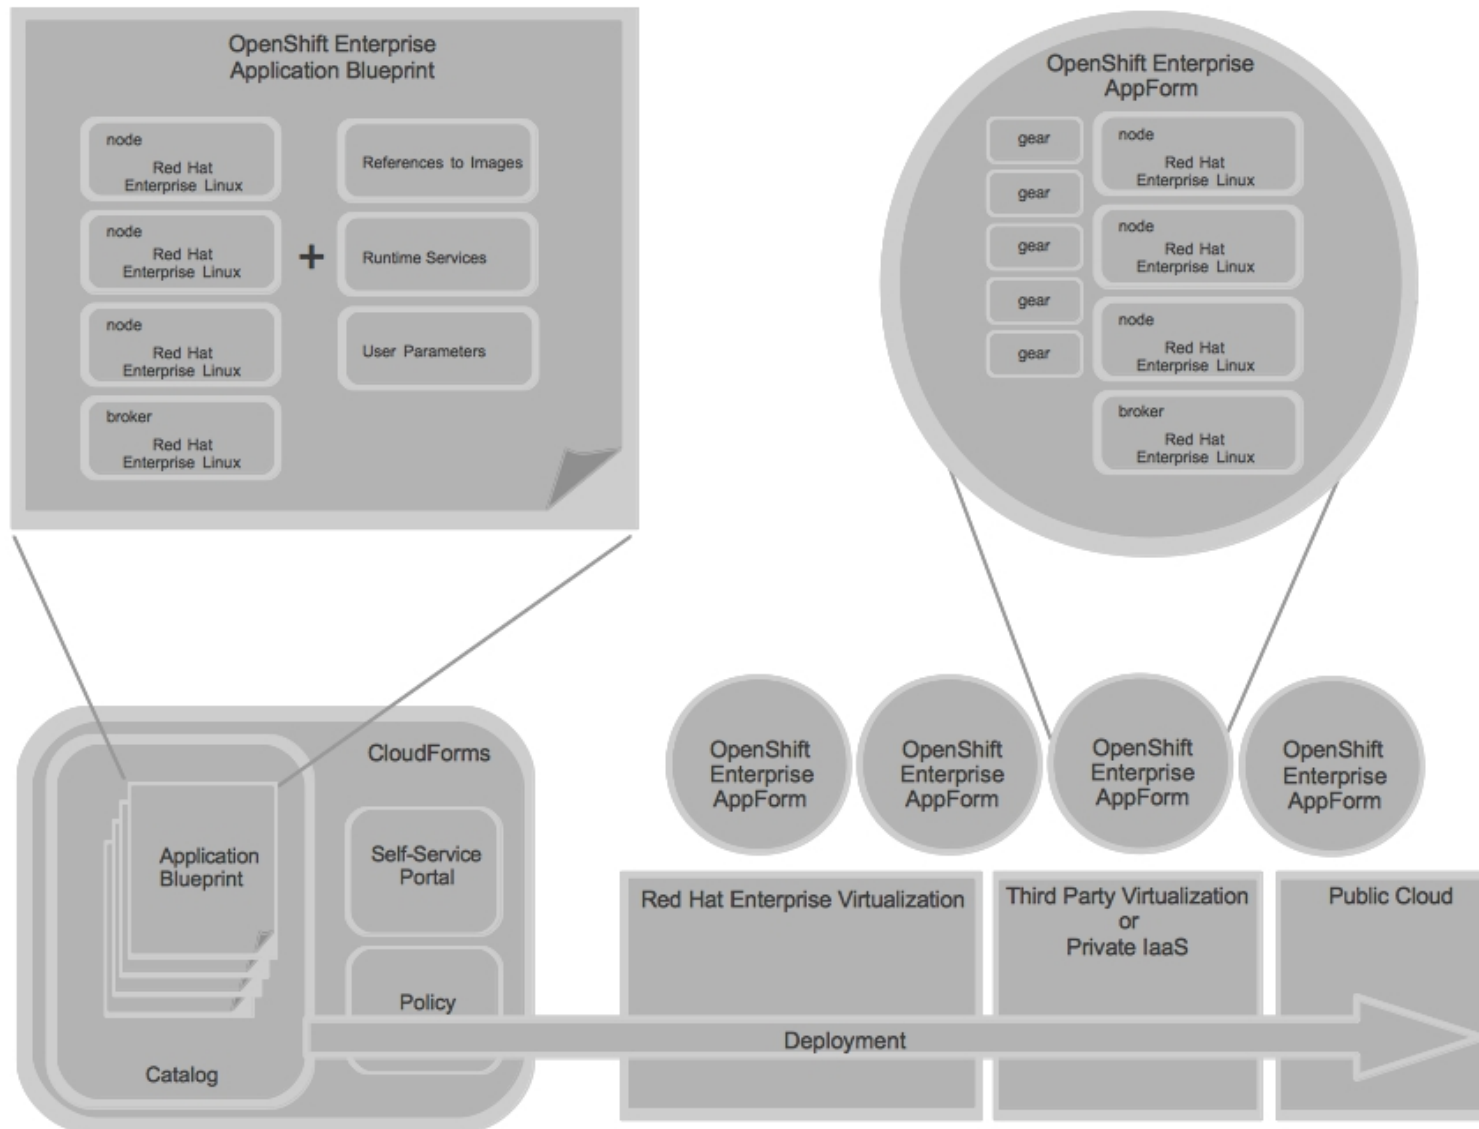 OpenShift Enterprise
Application Blueprint
node
Red Hat
Enterprise Linux
node
Red Hat
Enterprise Linux
node
Red Hat
Enterprise Linux
broker
Red Hat
Enterprise Linux
+
References to Images
Runtime Services
User Parameters
OpenShift Enterprise
AppForm
gear
gear
gear
gear
gear
node
Red Hat
Enterprise Linux
node
Red Hat
Enterprise Linux
node
Red Hat
Enterprise Linux
broker
Red Hat
Enterprise Linux
CloudForms
Application
Blueprint
Catalog
Self-Service
Portal
Policy
OpenShift
Enterprise
AppForm
OpenShift
Enterprise
AppForm
OpenShift
Enterprise
AppForm
OpenShift
Enterprise
AppForm
Red Hat Enterprise Virtualization
Third Party Virtualization
or
Private IaaS
Public Cloud
Deployment